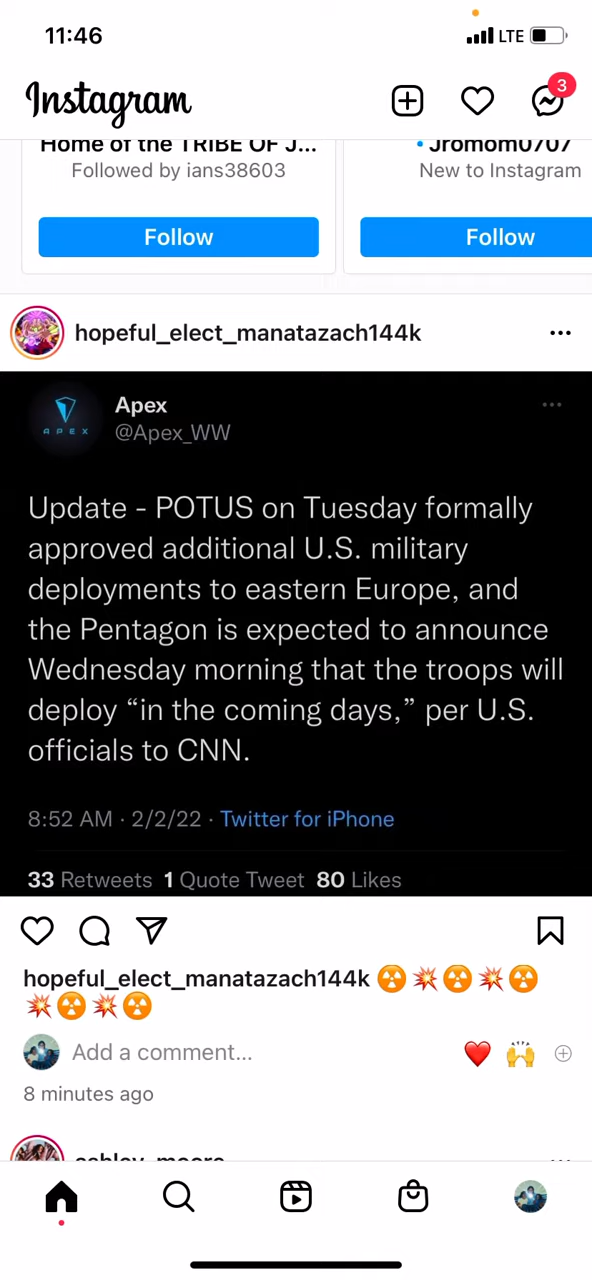 11:46
LTE
Instagram
3
Home of the TRIBE OF J...
Followed by ians38603
Follow
Jromom0707
New to Instagram
Follow
hopeful_elect_manatazach144k
APEX
Apex
@Apex_WW
Update - POTUS on Tuesday formally
approved additional U.S. military
deployments to eastern Europe, and
the Pentagon is expected to announce
Wednesday morning that the troops will
deploy “in the coming days,” per U.S.
officials to CNN.
8:52 AM · 2/2/22 · Twitter for iPhone
33 Retweets 1 Quote Tweet 80 Likes
hopeful_elect_manatazach144k ☢️💥☢️💥☢️
💥☢️💥☢️
Add a comment...
8 minutes ago
ashley_moore